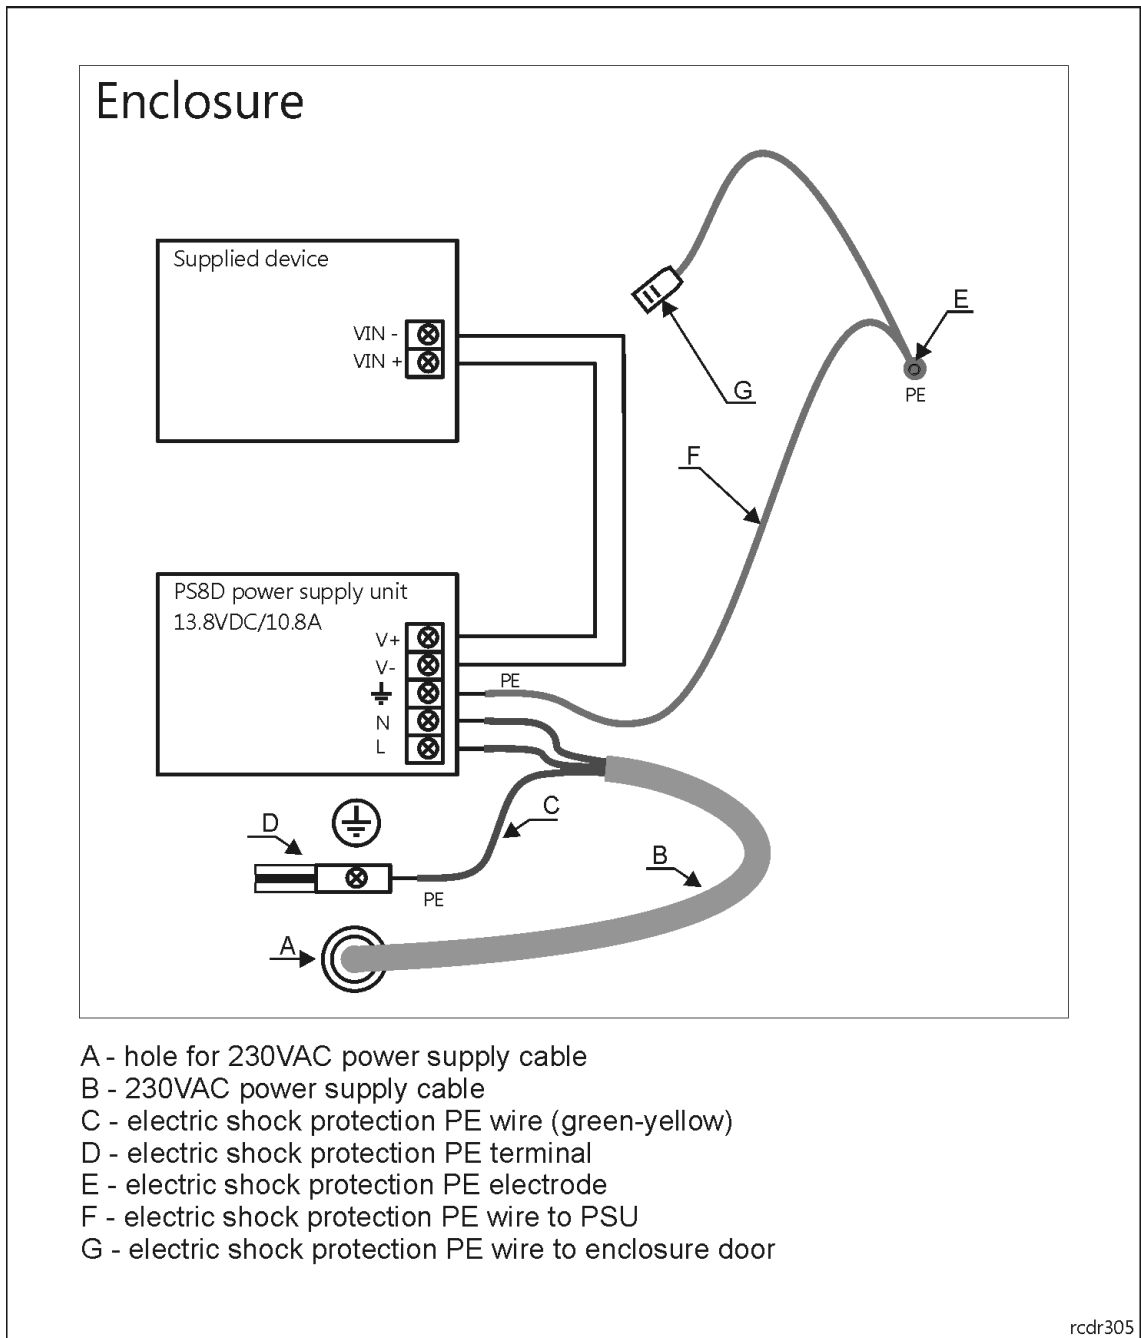 Enclosure
Supplied device
VIN -
VIN +
E
PE
G
F
PS8D power supply unit
13.8VDC/10.8A
V+
V-
PE
N
L
C
D
B
PE
A
A - hole for 230VAC power supply cable
B - 230VAC power supply cable
C - electric shock protection PE wire (green-yellow)
D - electric shock protection PE terminal
E - electric shock protection PE electrode
F - electric shock protection PE wire to PSU
G - electric shock protection PE wire to enclosure door
rcdr305